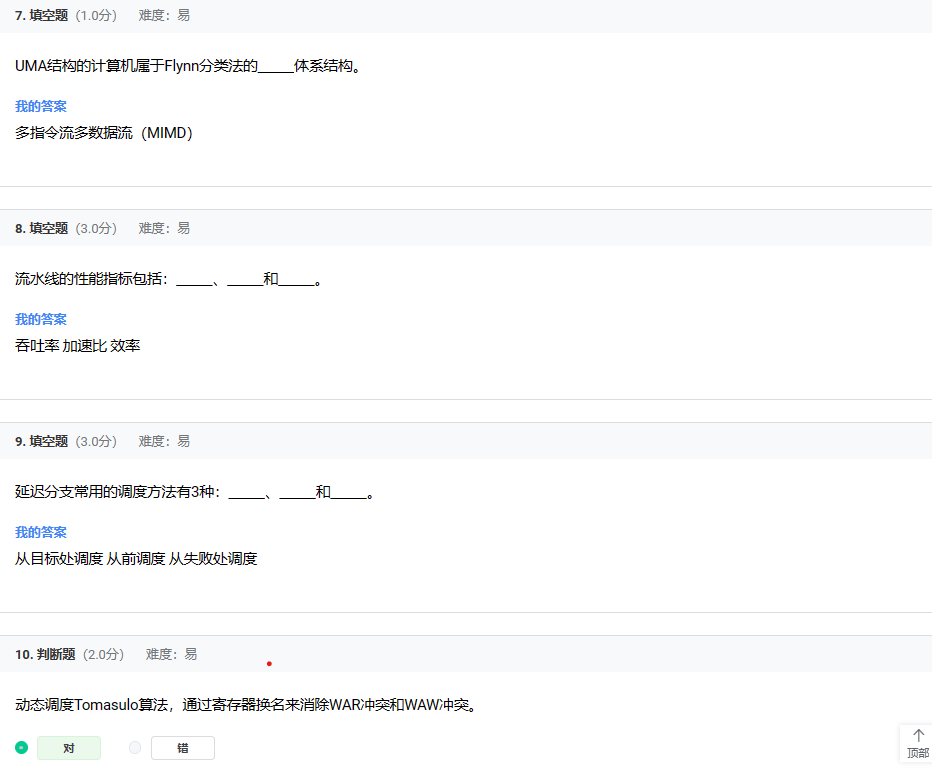 7. 填空题（1.0分） 难度：易
UMA结构的计算机属于Flynn分类法的_____体系结构。
我的答案
多指令流多数据流（MIMD）
8. 填空题（3.0分） 难度：易
流水线的性能指标包括：_____、_____和_____。
我的答案
吞吐率 加速比 效率
9. 填空题（3.0分） 难度：易
延迟分支常用的调度方法有3种：_____、_____和_____。
我的答案
从目标处调度 从前调度 从失败处调度
10. 判断题（2.0分） 难度：易
动态调度Tomasulo算法，通过寄存器换名来消除WAR冲突和WAW冲突。
对 错
顶部